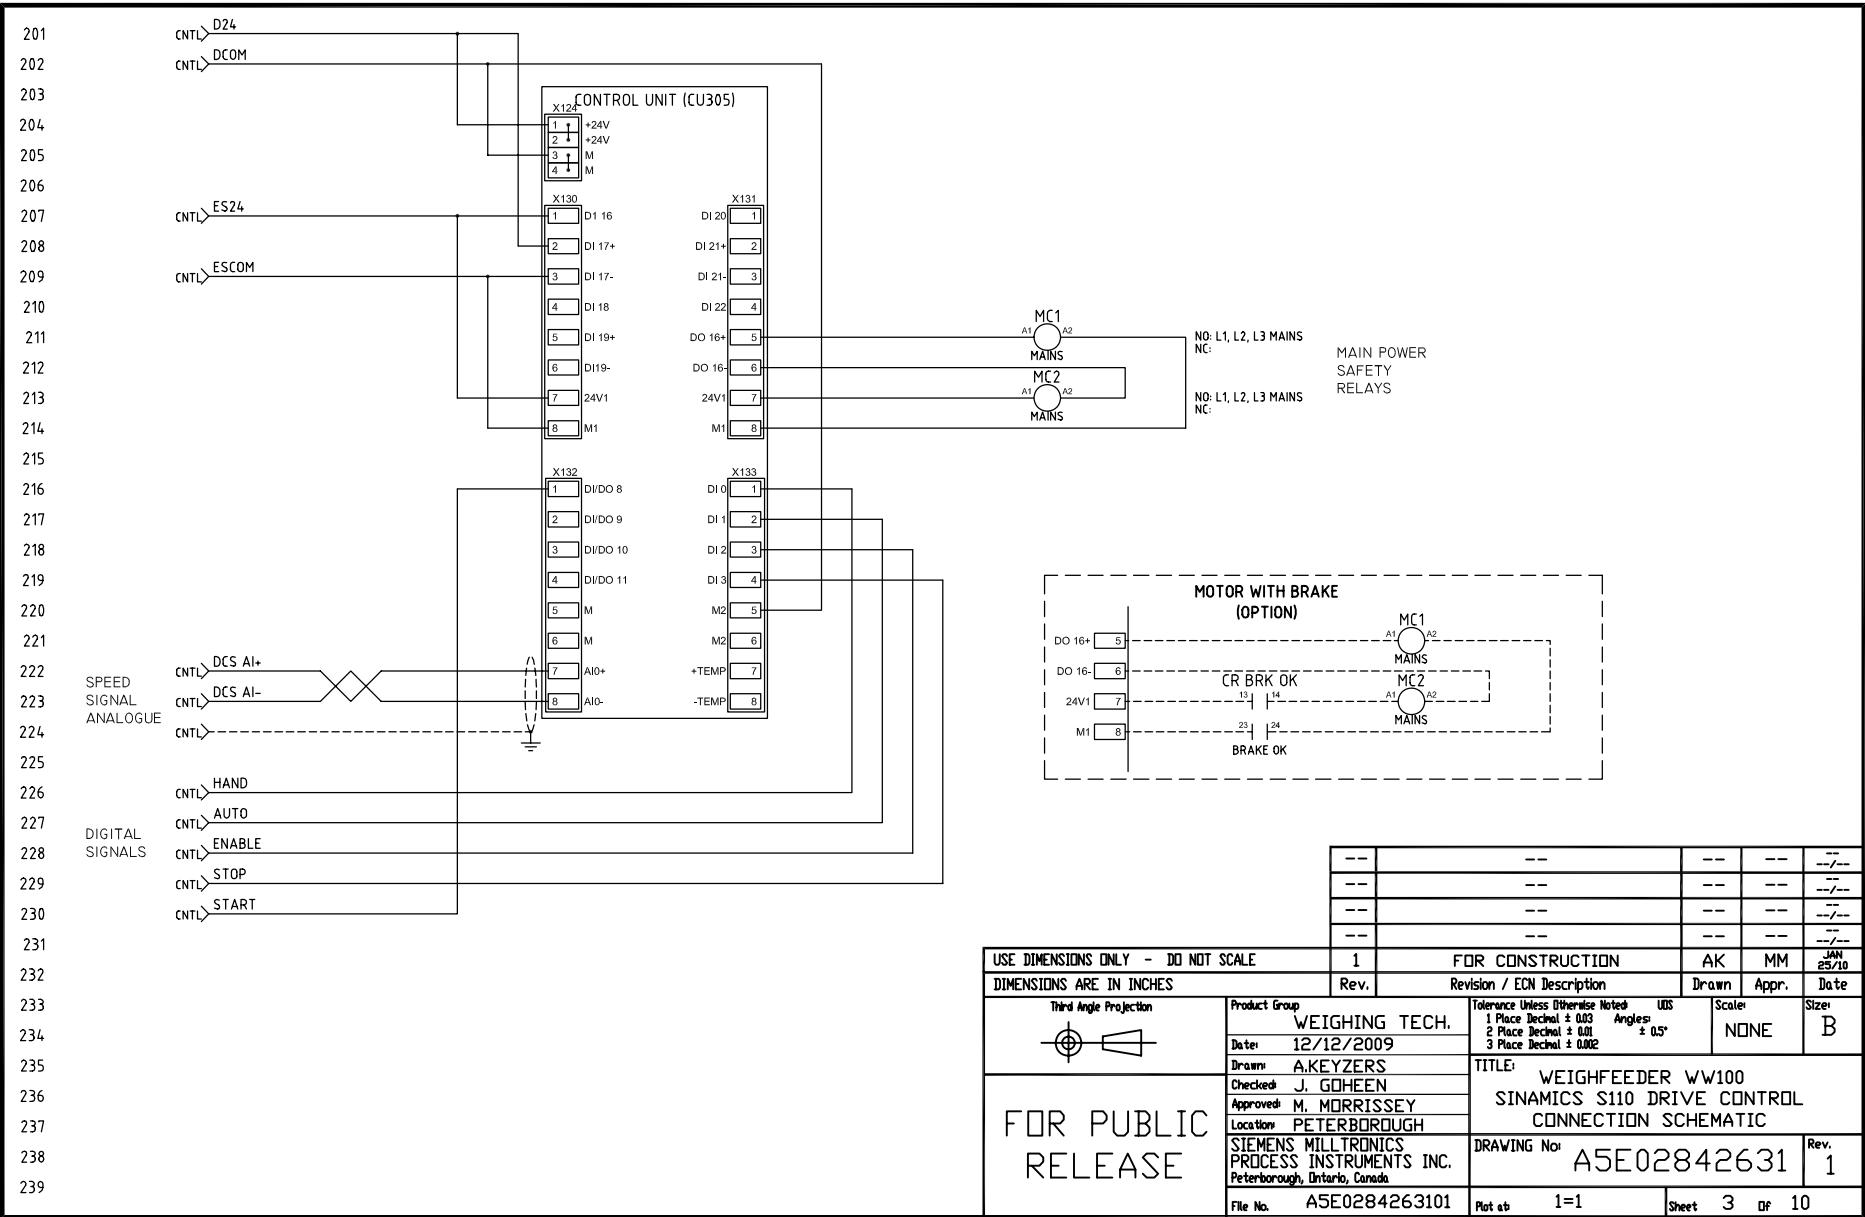 201
202
203
204
205
206
207
208
209
210
211
212
213
214
215
216
217
218
219
220
221
222
223
224
225
226
227
228
229
230
231
232
233
234
235
236
237
238
239
CNTL D24
CNTL DCOM
CNTL ES24
CNTL ESCOM
SPEED
SIGNAL
ANALOGUE
CNTL DCS AI+
CNTL DCS AI-
CNTL
DIGITAL
SIGNALS
CNTL HAND
CNTL AUTO
CNTL ENABLE
CNTL STOP
CNTL START
CONTROL UNIT (CU305)
X124
1 +24V
2 +24V
3 M
4 M
X130
1 D1 16
2 DI 17+
3 DI 17-
4 DI 18
5 DI 19+
6 DI19-
7 24V1
8 M1
X131
DI 20 1
DI 21+ 2
DI 21- 3
DI 22 4
DO 16+ 5
DO 16- 6
24V1 7
M1 8
X132
1 DI/DO 8
2 DI/DO 9
3 DI/DO 10
4 DI/DO 11
5 M
6 M
7 AI0+
8 AI0-
X133
DI 0 1
DI 1 2
DI 2 3
DI 3 4
M2 5
M2 6
+TEMP 7
-TEMP 8
MC1
A1 A2
MAINS
MC2
A1 A2
MAINS
NO: L1, L2, L3 MAINS
NC:
NO: L1, L2, L3 MAINS
NC:
MAIN POWER
SAFETY
RELAYS
MOTOR WITH BRAKE
(OPTION)
DO 16+ 5
DO 16- 6
24V1 7
M1 8
MC1
A1 A2
MAINS
CR BRK OK
13 14
MC2
A1 A2
MAINS
23 24
BRAKE OK
-- -- -- -- -- --/--
-- -- -- -- -- --/--
-- -- -- -- -- --/--
-- -- -- -- -- --/--
USE DIMENSIONS ONLY - DO NOT SCALE
1 FOR CONSTRUCTION AK MM JAN 25/10
DIMENSIONS ARE IN INCHES
Rev. Revision / ECN Description Drawn Appr. Date
Third Angle Projection
FOR PUBLIC
RELEASE
Product Group
WEIGHING TECH.
Date: 12/12/2009
Drawn: A.KEYZERS
Checked: J. GOHEEN
Approved: M. MORRISSEY
Location: PETERBOROUGH
SIEMENS MILLTRONICS
PROCESS INSTRUMENTS INC.
Peterborough, Ontario, Canada
File No. A5E0284263101
Tolerance Unless Otherwise Noted: UOS
1 Place Decimal ± 0.03 Angles:
2 Place Decimal ± 0.01 ± 0.5°
3 Place Decimal ± 0.002
Scale:
NONE
Size:
B
TITLE:
WEIGHFEEDER WW100
SINAMICS S110 DRIVE CONTROL
CONNECTION SCHEMATIC
DRAWING No: A5E02842631
Rev.
1
Plot at: 1=1
Sheet 3 Of 10